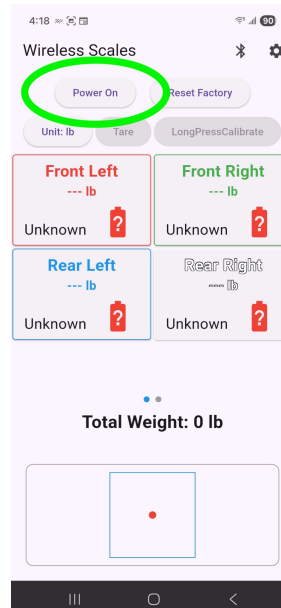 4:18 90
Wireless Scales
Power On Reset Factory
Unit: lb Tare LongPressCalibrate
Front Left Front Right
--- lb --- lb
Unknown ? Unknown ?
Rear Left Rear Right
--- lb --- lb
Unknown ? Unknown ?
Total Weight: 0 lb